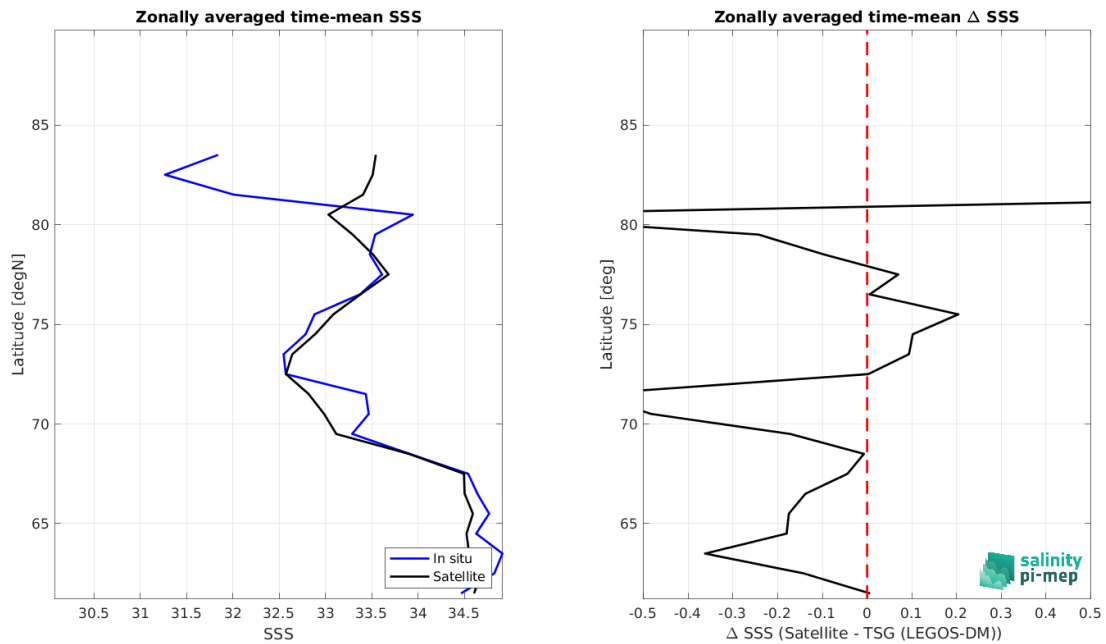 Zonally averaged time-mean SSS
85
80
75
70
65
Latitude [degN]
30.5 31 31.5 32 32.5 33 33.5 34 34.5
SSS
In situ
Satellite
Zonally averaged time-mean Δ SSS
85
80
75
70
65
Latitude [deg]
-0.5 -0.4 -0.3 -0.2 -0.1 0 0.1 0.2 0.3 0.4 0.5
Δ SSS (Satellite - TSG (LEGOS-DM))
salinity
pi-mep